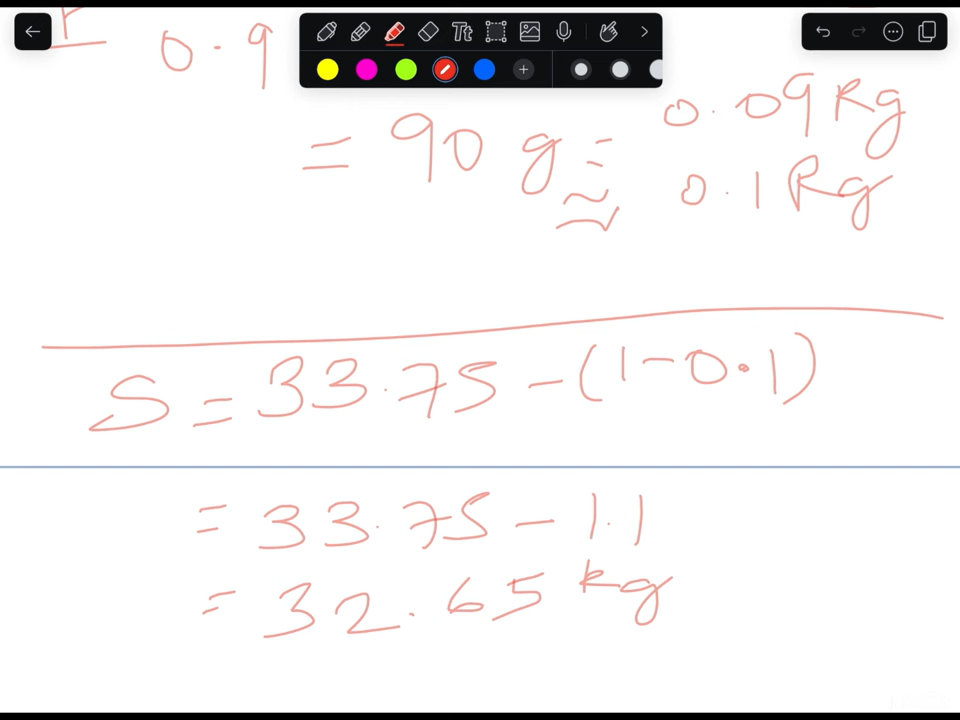 0.9
= 90 g = 0.09 Kg
≈ 0.1 Kg
S = 33.75 - (1 - 0.1)
= 33.75 - 1.1
= 32.65 kg